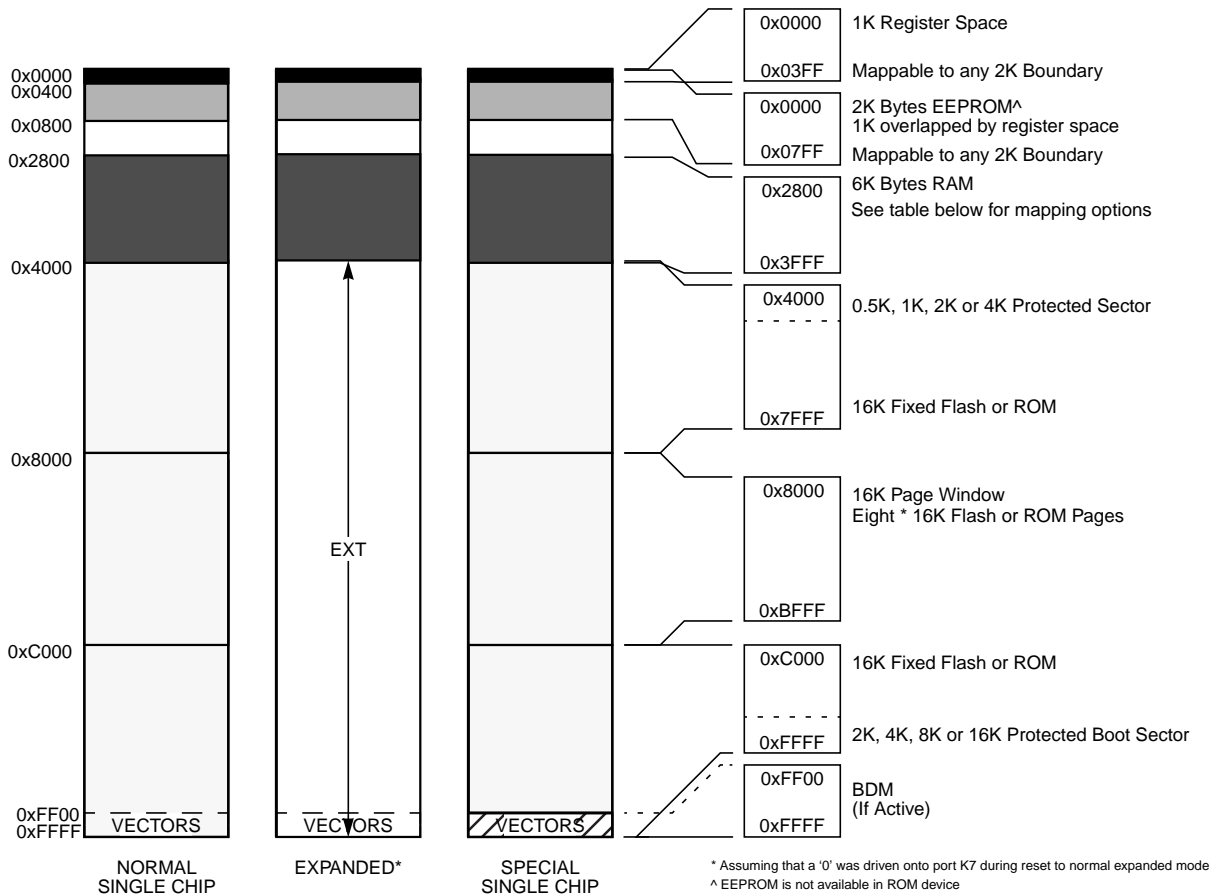 0x0000
0x0400
0x0800
0x2800
0x4000
0x8000
0xC000
0xFF00
0xFFFF
EXT
VECTORS
VECTORS
VECTORS
NORMAL
SINGLE CHIP
EXPANDED*
SPECIAL
SINGLE CHIP
0x0000 1K Register Space
0x03FF Mappable to any 2K Boundary
0x0000 2K Bytes EEPROM^
1K overlapped by register space
0x07FF Mappable to any 2K Boundary
0x2800 6K Bytes RAM
See table below for mapping options
0x3FFF
0x4000 0.5K, 1K, 2K or 4K Protected Sector
0x7FFF 16K Fixed Flash or ROM
0x8000 16K Page Window
Eight * 16K Flash or ROM Pages
0xBFFF
0xC000 16K Fixed Flash or ROM
0xFFFF 2K, 4K, 8K or 16K Protected Boot Sector
0xFF00 BDM
(If Active)
0xFFFF
* Assuming that a ‘0’ was driven onto port K7 during reset to normal expanded mode
^ EEPROM is not available in ROM device